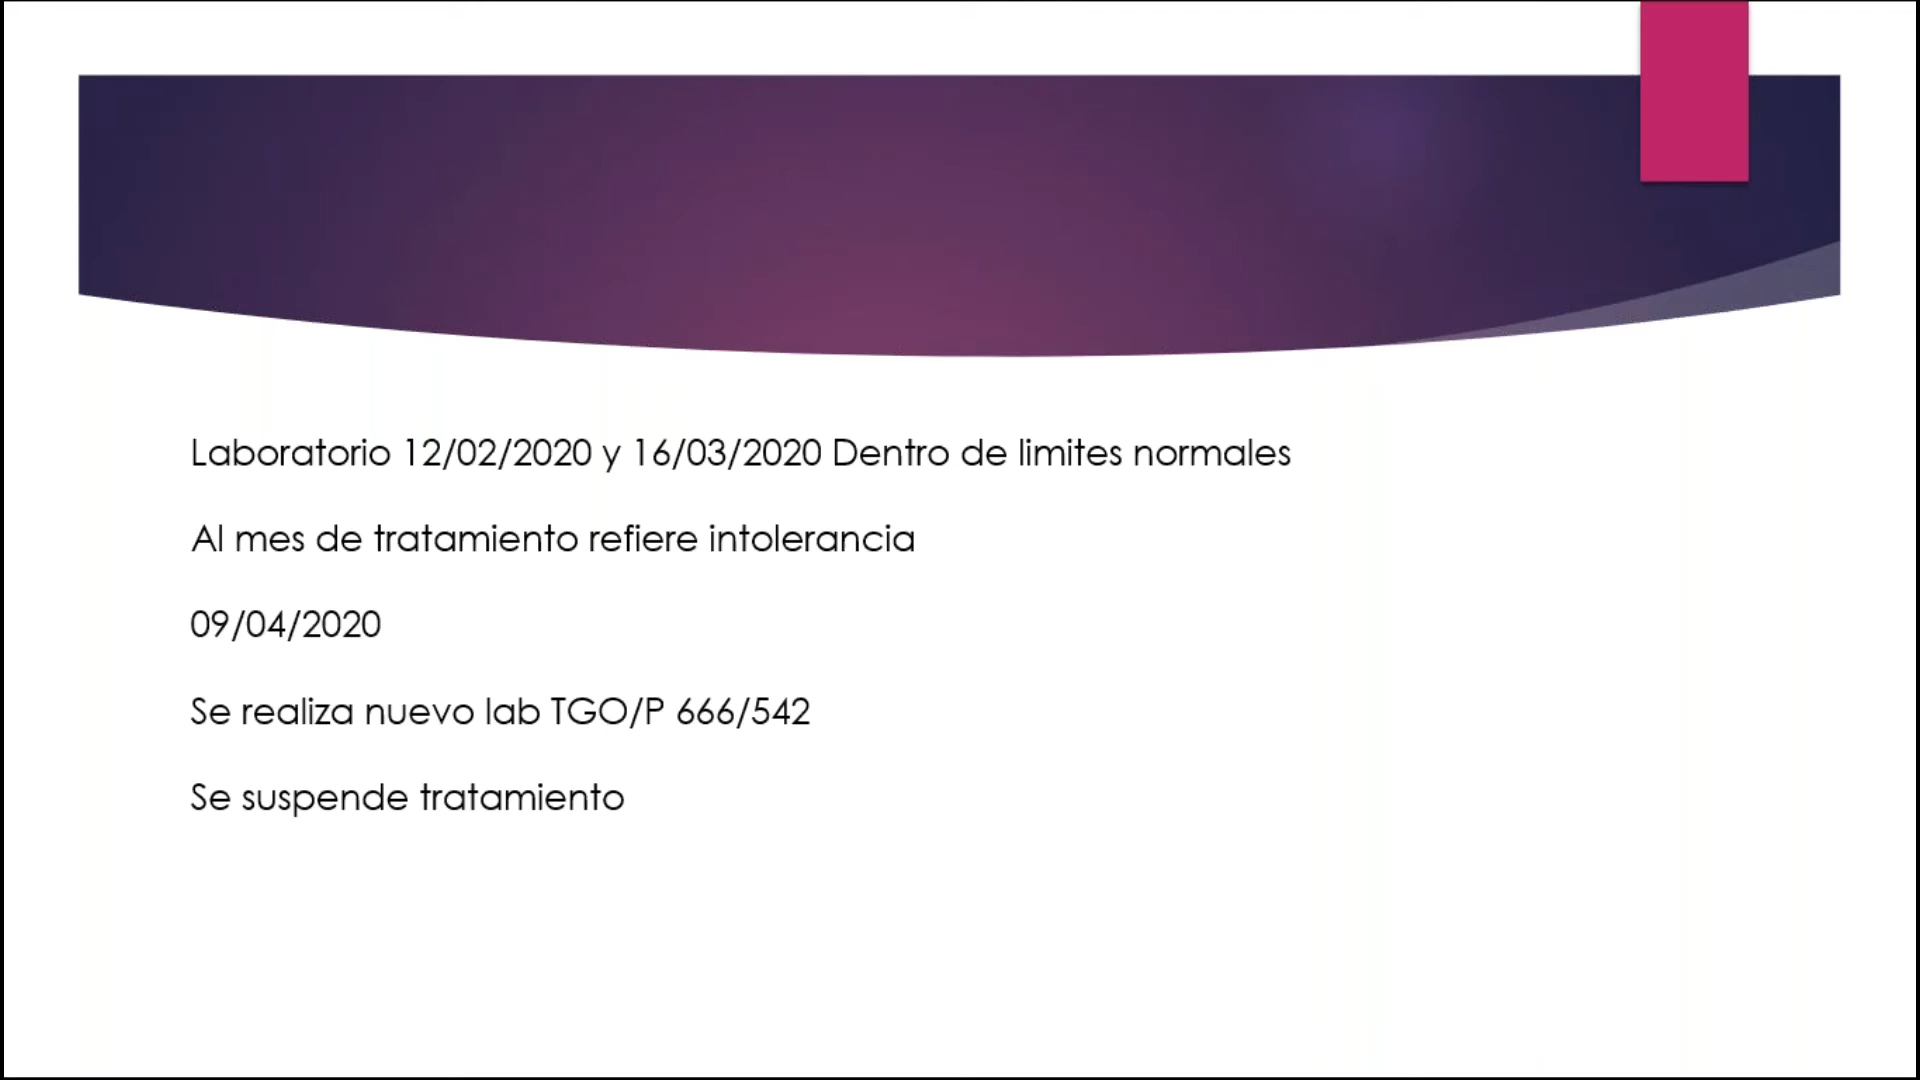 Laboratorio 12/02/2020 y 16/03/2020 Dentro de limites normales
Al mes de tratamiento refiere intolerancia
09/04/2020
Se realiza nuevo lab TGO/P 666/542
Se suspende tratamiento